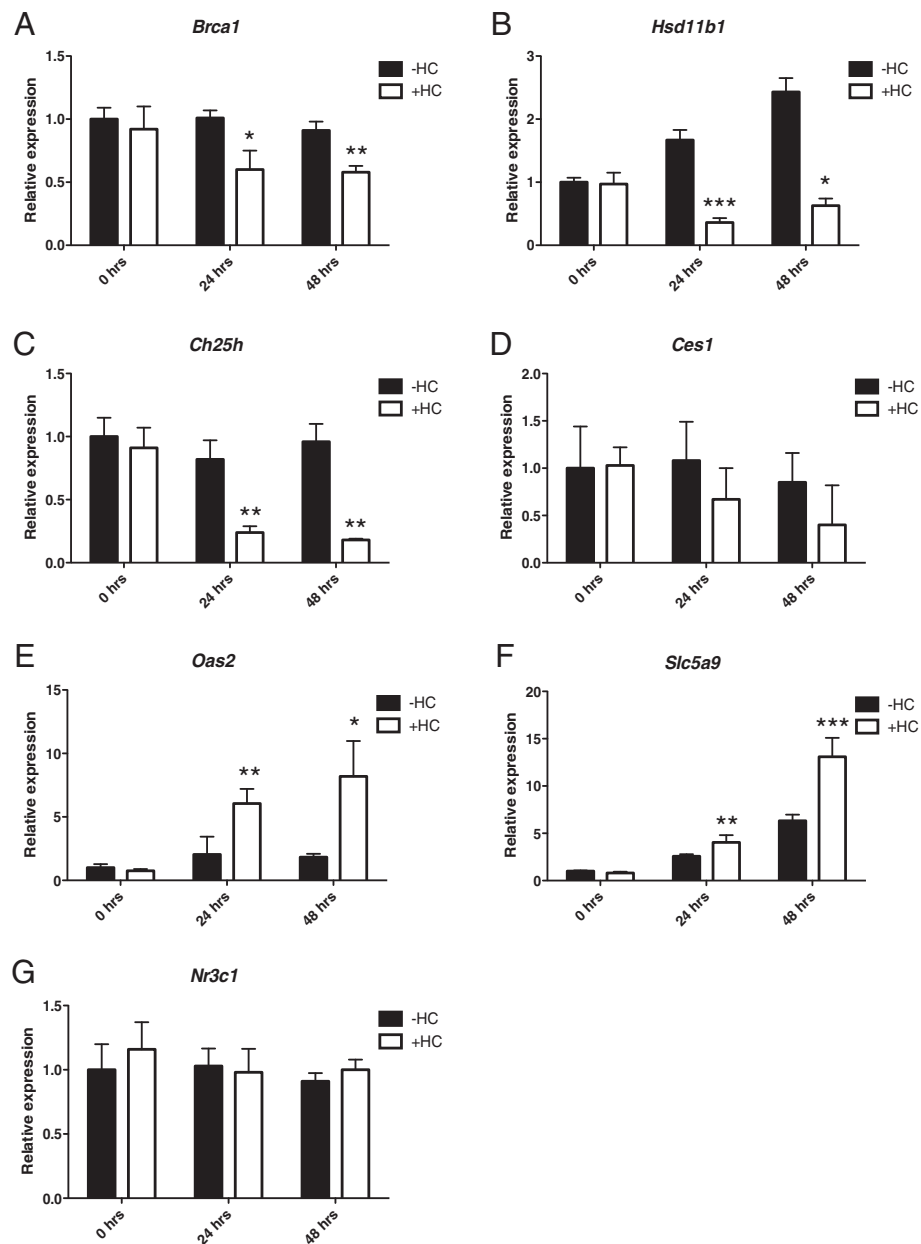 A
Brca1
Relative expression
1.5
1.0
0.5
0.0
-HC
+HC
*
**
0 hrs
24 hrs
48 hrs
B
Hsd11b1
Relative expression
3
2
1
0
-HC
+HC
***
*
0 hrs
24 hrs
48 hrs
C
Ch25h
Relative expression
1.5
1.0
0.5
0.0
-HC
+HC
**
**
0 hrs
24 hrs
48 hrs
D
Ces1
Relative expression
2.0
1.5
1.0
0.5
0.0
-HC
+HC
0 hrs
24 hrs
48 hrs
E
Oas2
Relative expression
15
10
5
0
-HC
+HC
**
*
0 hrs
24 hrs
48 hrs
F
Slc5a9
Relative expression
20
15
10
5
0
-HC
+HC
**
***
0 hrs
24 hrs
48 hrs
G
Nr3c1
Relative expression
1.5
1.0
0.5
0.0
-HC
+HC
0 hrs
24 hrs
48 hrs